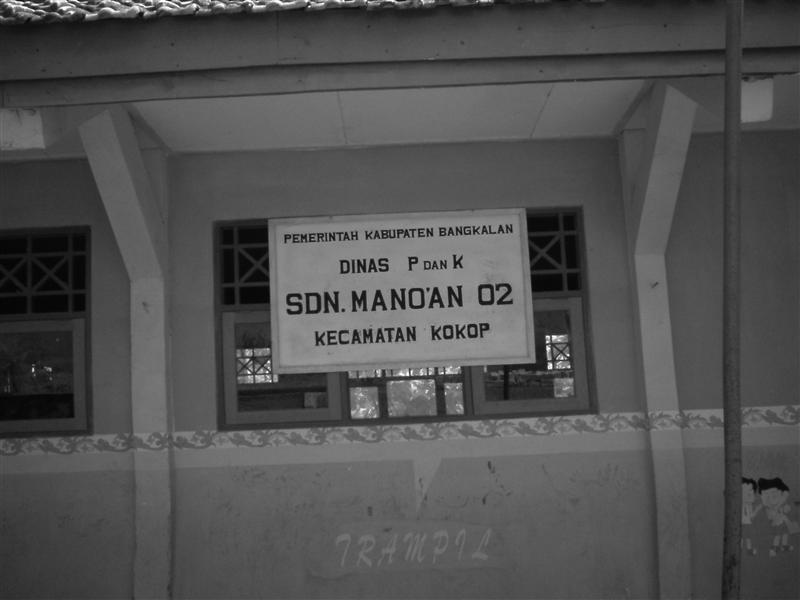 PEMERINTAH KABUPATEN BANGKALAN
DINAS P DAN K
SDN. MANO'AN 02
KECAMATAN KOKOP
TRAMPIL